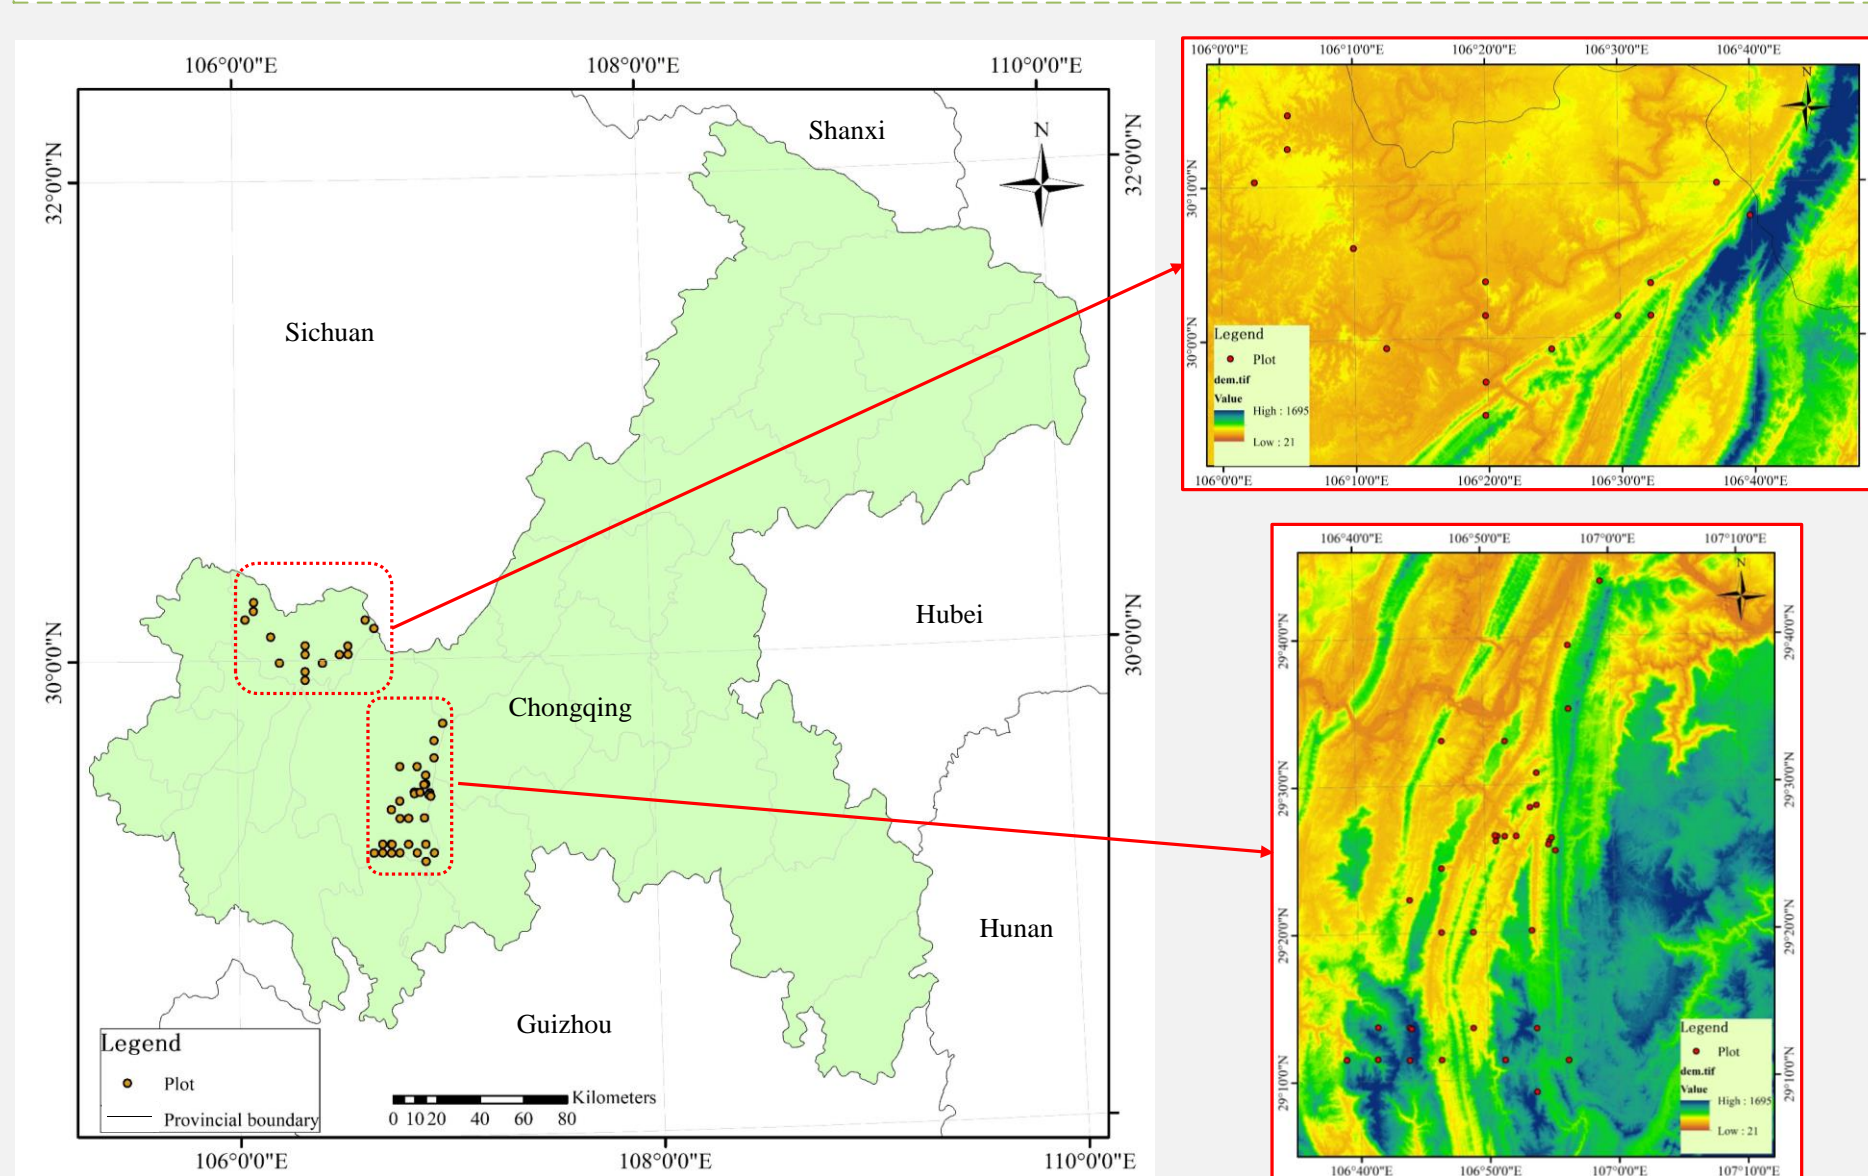 106°0'0"E 108°0'0"E 110°0'0"E
32°0'0"N
30°0'0"N
Shanxi
N
Sichuan
Hubei
Chongqing
Hunan
Guizhou
32°0'0"N
30°0'0"N
Legend
Plot
Provincial boundary
Kilometers
0 10 20 40 60 80
106°0'0"E 108°0'0"E 110°0'0"E
106°0'0"E 106°10'0"E 106°20'0"E 106°30'0"E 106°40'0"E
N
30°10'0"N
30°0'0"N
Legend
Plot
dem.tif
Value
High : 1695
Low : 21
106°0'0"E 106°10'0"E 106°20'0"E 106°30'0"E 106°40'0"E
106°40'0"E 106°50'0"E 107°0'0"E 107°10'0"E
N
29°40'0"N
29°30'0"N
29°20'0"N
29°10'0"N
29°40'0"N
29°30'0"N
29°20'0"N
29°10'0"N
Legend
Plot
dem.tif
Value
High : 1695
Low : 21
106°40'0"E 106°50'0"E 107°0'0"E 107°10'0"E